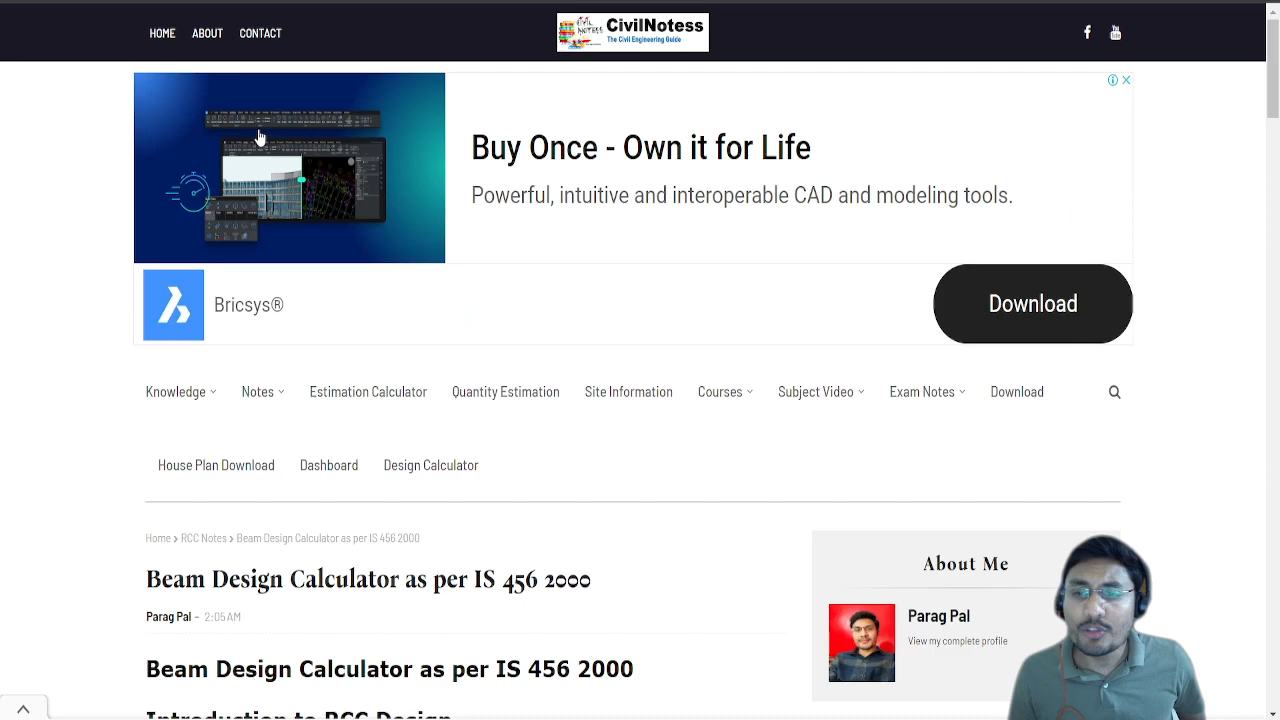 HOME ABOUT CONTACT
CivilNotess
The Civil Engineering Guide
Buy Once - Own it for Life
Powerful, intuitive and interoperable CAD and modeling tools.
Bricsys®
Download
Knowledge Notes Estimation Calculator Quantity Estimation Site Information Courses Subject Video Exam Notes Download
House Plan Download Dashboard Design Calculator
Home > RCC Notes > Beam Design Calculator as per IS 456 2000
Beam Design Calculator as per IS 456 2000
Parag Pal - 2:05 AM
Beam Design Calculator as per IS 456 2000
Introduction to RCC Design
About Me
Parag Pal
View my complete profile